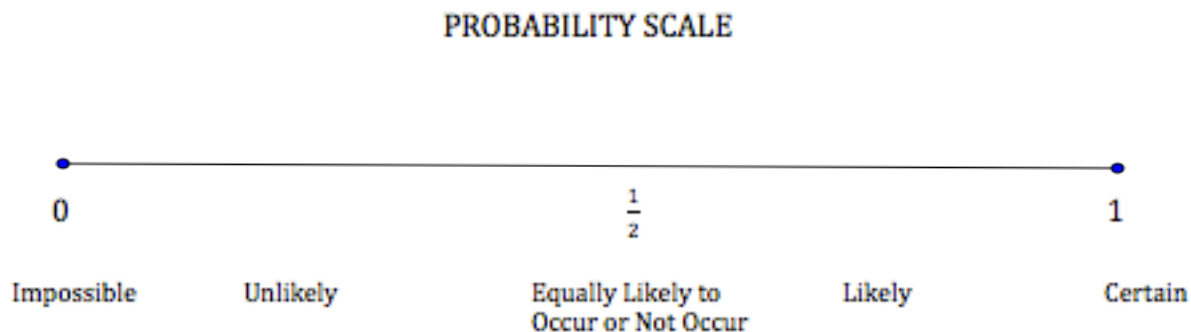 PROBABILITY SCALE
0 1/2 1
Impossible Unlikely Equally Likely to Occur or Not Occur Likely Certain